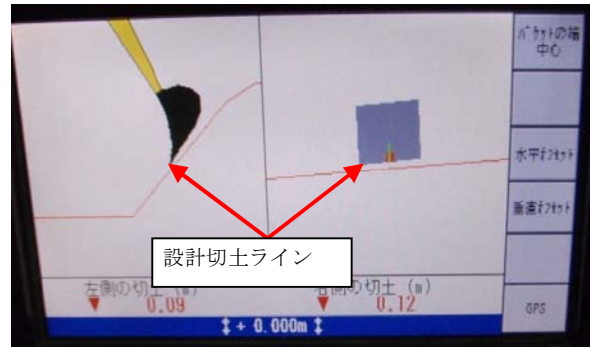 バケットの端
中心
水平オフセット
垂直オフセット
設計切土ライン
左側の切土 (m)
▼ 0.09
右側の切土 (m)
▼ 0.12
GPS
↕ + 0.000m ↕